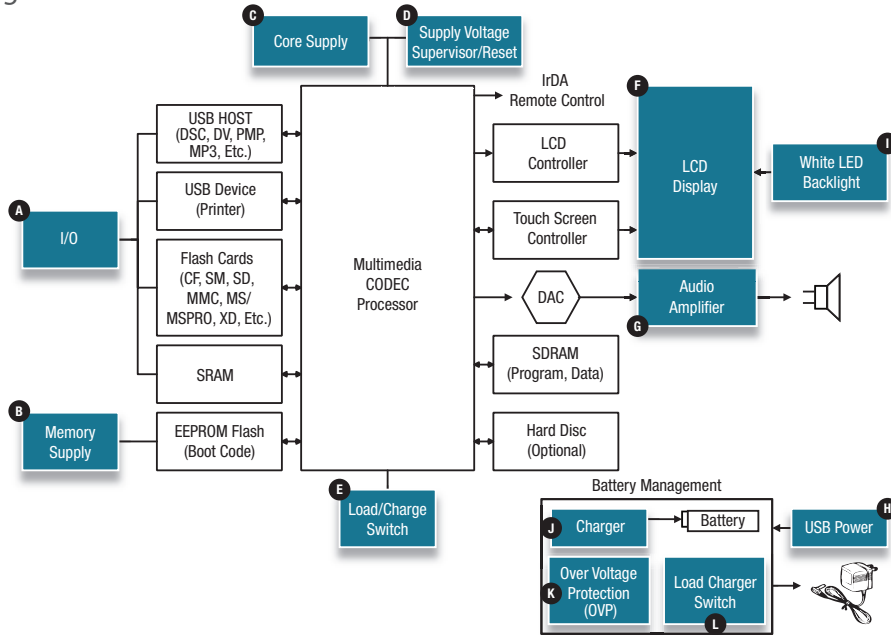 g
C
Core Supply
D
Supply Voltage
Supervisor/Reset
IrDA
Remote Control
USB HOST
(DSC, DV, PMP,
MP3, Etc.)
USB Device
(Printer)
A
I/O
Flash Cards
(CF, SM, SD,
MMC, MS/
MSPRO, XD, Etc.)
SRAM
B
Memory
Supply
EEPROM Flash
(Boot Code)
Multimedia
CODEC
Processor
LCD
Controller
Touch Screen
Controller
F
LCD
Display
I
White LED
Backlight
DAC
Audio
Amplifier
G
SDRAM
(Program, Data)
Hard Disc
(Optional)
E
Load/Charge
Switch
Battery Management
J
Charger
Battery
H
USB Power
K
Over Voltage
Protection
(OVP)
Load Charger
Switch
L